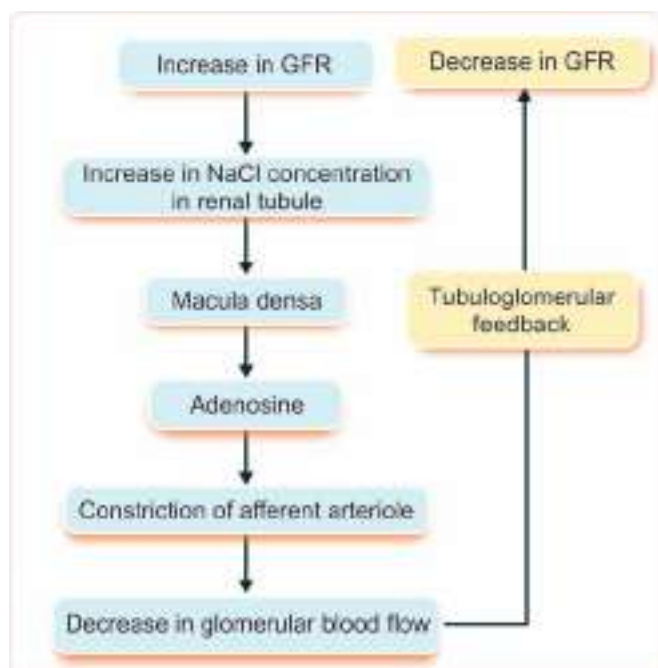 Increase in GFR
Increase in NaCl concentration
in renal tubule
Macula densa
Adenosine
Constriction of afferent arteriole
Decrease in glomerular blood flow
Tubuloglomerular
feedback
Decrease in GFR